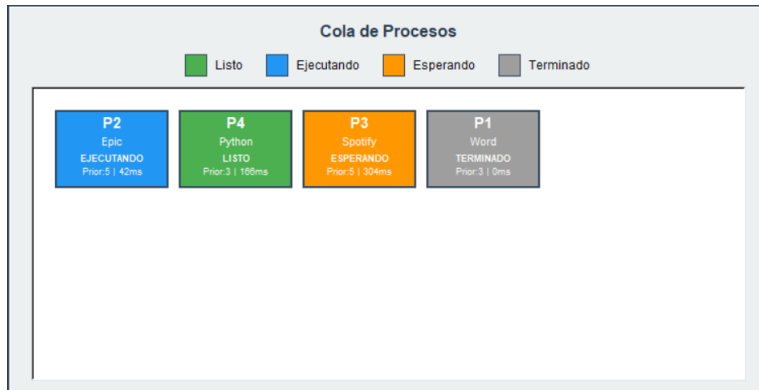 Cola de Procesos
Listo Ejecutando Esperando Terminado
P2
Epic
EJECUTANDO
Prior:5 | 42ms
P4
Python
LISTO
Prior:3 | 166ms
P3
Spotify
ESPERANDO
Prior:5 | 304ms
P1
Word
TERMINADO
Prior:3 | 0ms